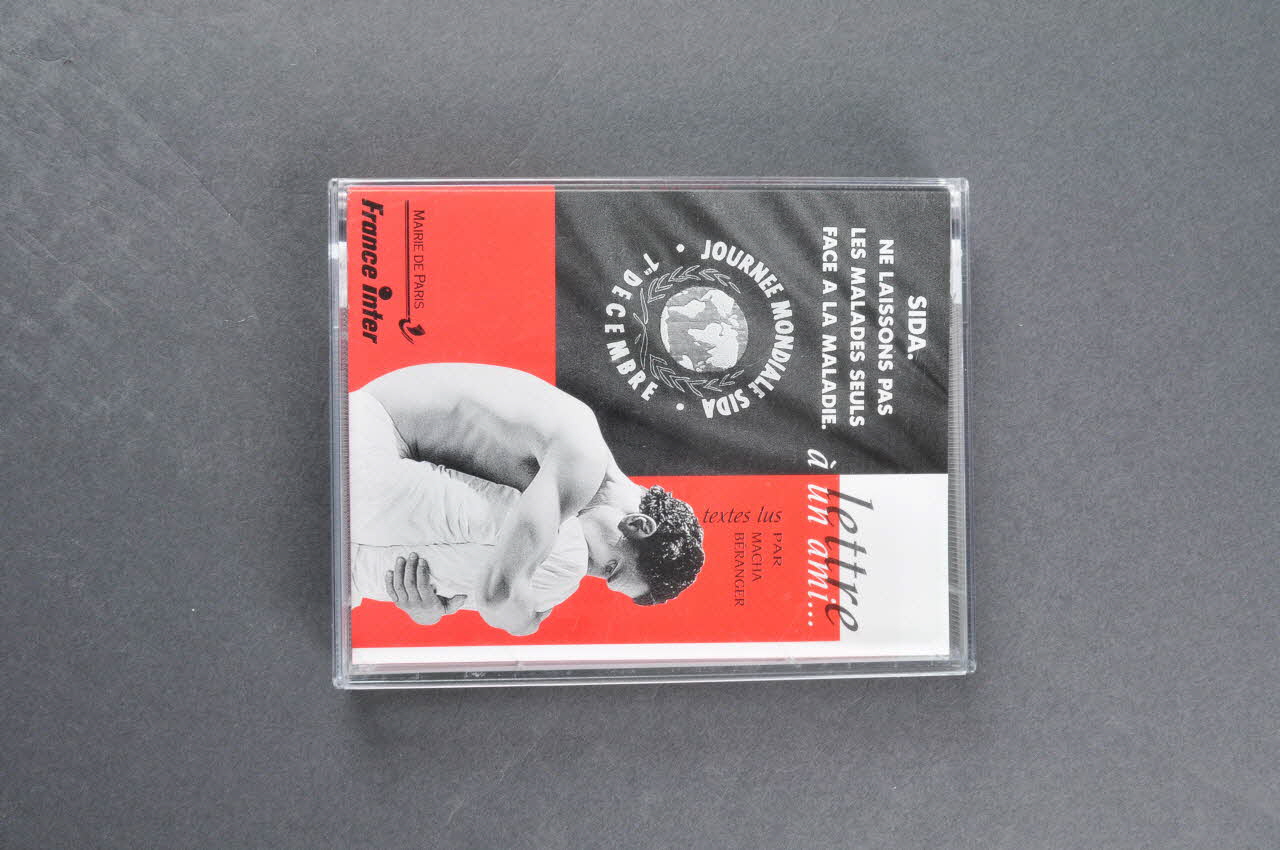 SIDA.
NE LAISSONS PAS
LES MALADES SEULS
FACE A LA MALADIE.
JOURNEE MONDIALE SIDA
1er DECEMBRE
lettre
à un ami...
textes lus
PAR
MACHA
BÉRANGER
MAIRIE DE PARIS
France Inter